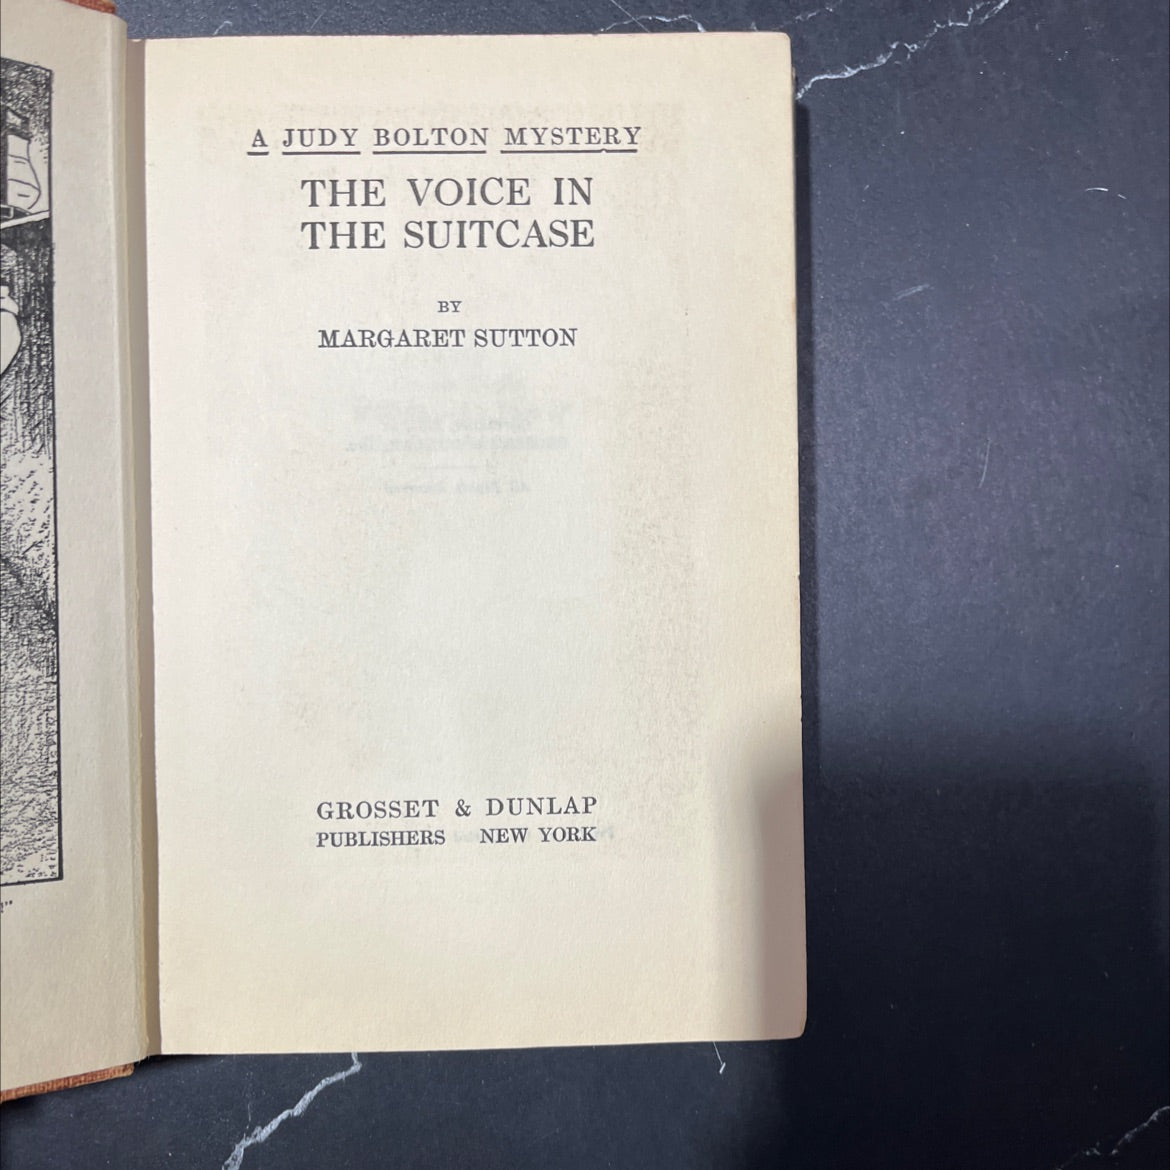 A JUDY BOLTON MYSTERY
THE VOICE IN
THE SUITCASE
BY
MARGARET SUTTON
GROSSET & DUNLAP
PUBLISHERS NEW YORK